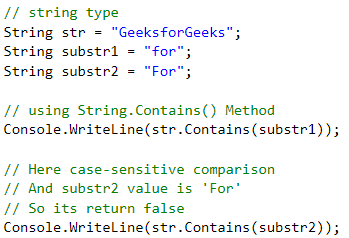 // string type
String str = "GeeksforGeeks";
String substr1 = "for";
String substr2 = "For";
// using String.Contains() Method
Console.WriteLine(str.Contains(substr1));
// Here case-sensitive comparison
// And substr2 value is 'For'
// So its return false
Console.WriteLine(str.Contains(substr2));